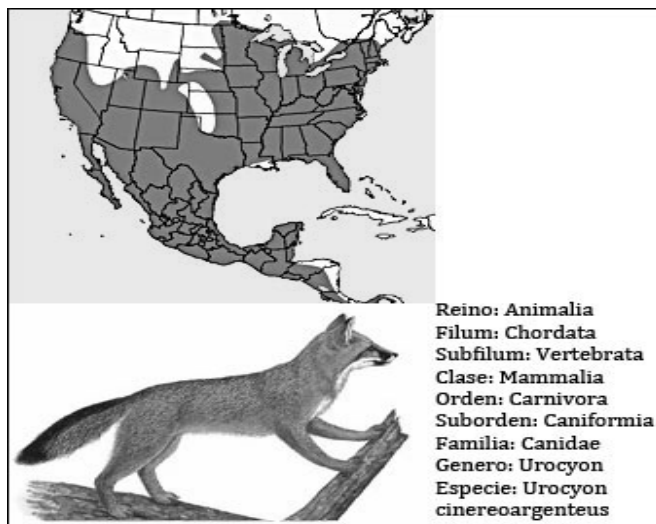 Reino: Animalia
Filum: Chordata
Subfilum: Vertebrata
Clase: Mammalia
Orden: Carnivora
Suborden: Caniformia
Familia: Canidae
Genero: Urocyon
Especie: Urocyon
cinereoargenteus